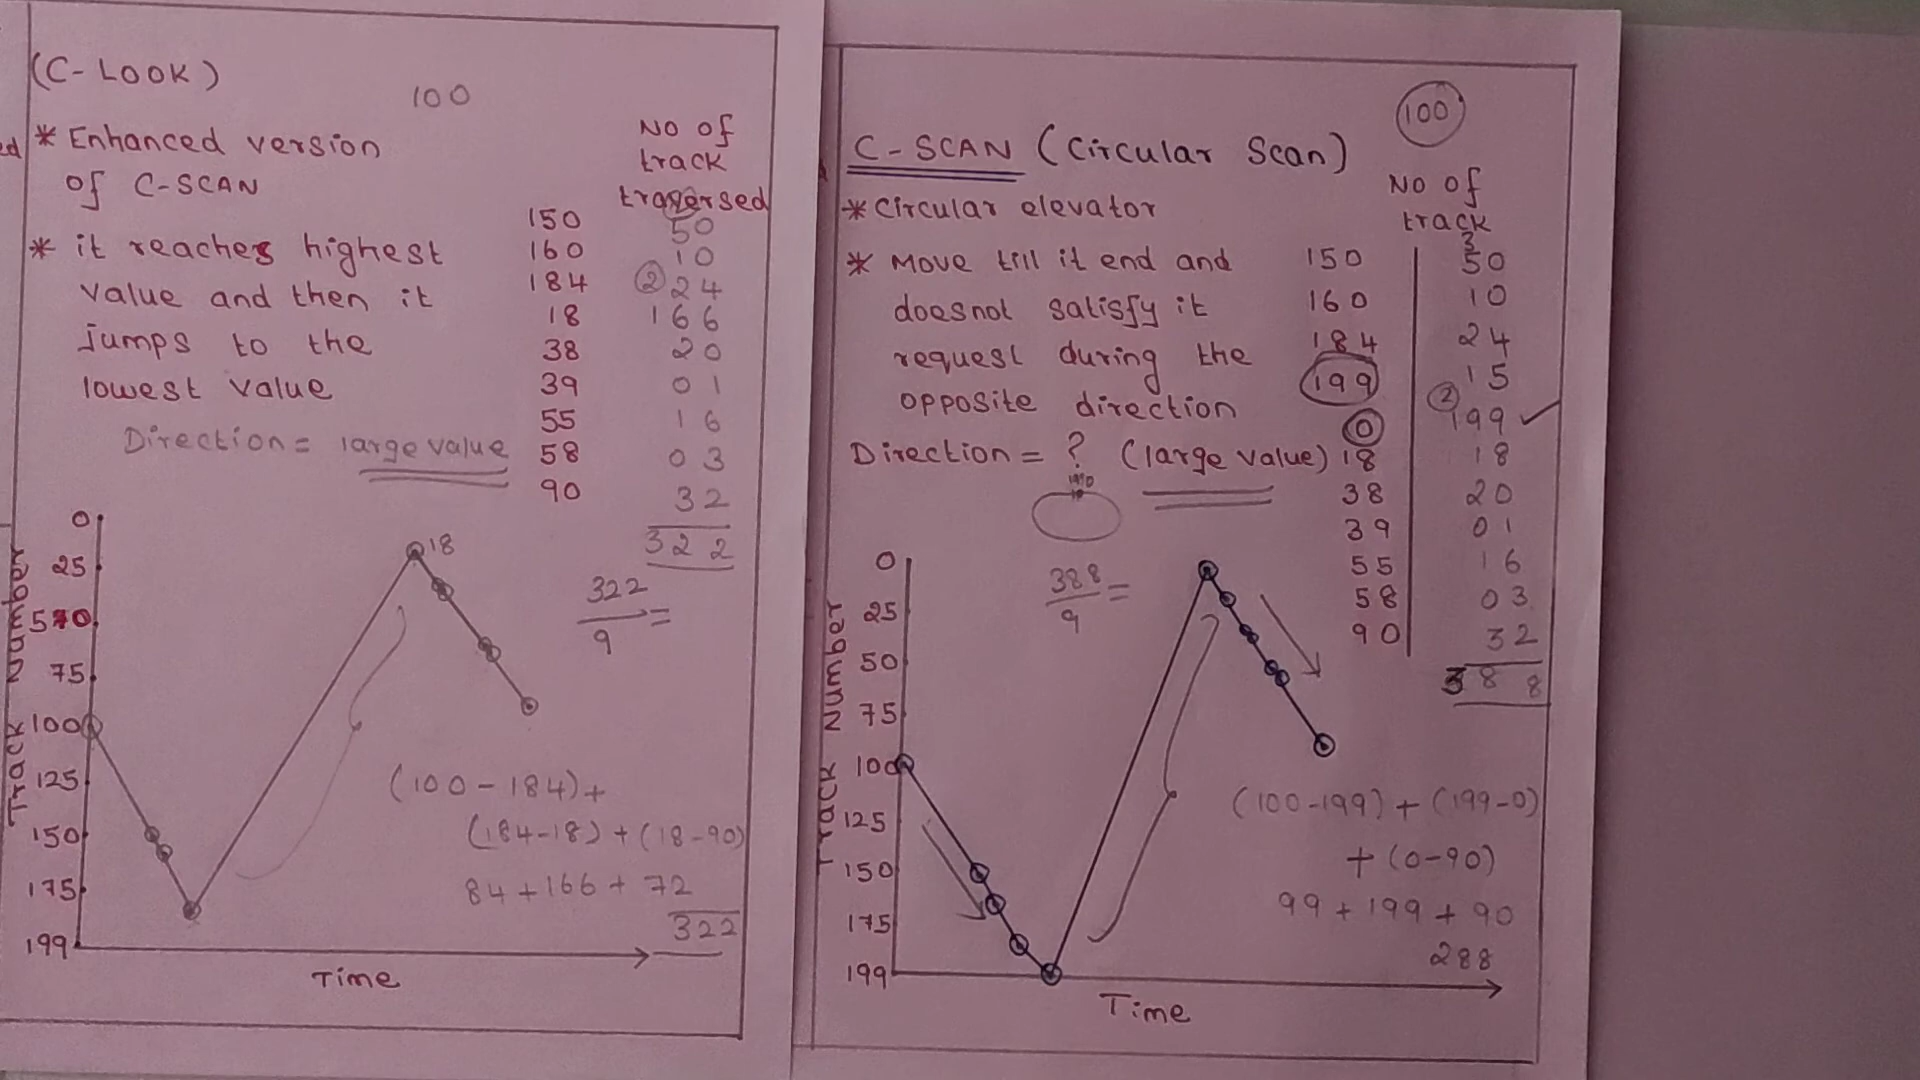 (C-LOOK)
100
ed
* Enhanced version
of C-SCAN
* it reaches highest
value and then it
jumps to the
lowest value
Direction = large value
No of
track
traversed
150 50
160 10
184 ② 24
18 166
38 20
39 01
55 16
58 03
90 32
322
322
9 =
0
25
50
75
100
125
150
175
199
Track Number
18
(100-184)+
(184-18)+(18-90)
84+166+72
322
Time
100
C-SCAN (Circular Scan)
* Circular elevator
* Move till it end and
doesnot satisfy it
request during the
opposite direction
Direction = ? (large value)
No of
track
3
150 50
160 10
184 24
199 15
0 ② 199 ✓
18 18
38 20
39 01
55 16
58 03
90 32
388
388
9 =
0
25
50
75
100
125
150
175
199
Track Number
(100-199)+(199-0)
+(0-90)
99+199+90
288
Time